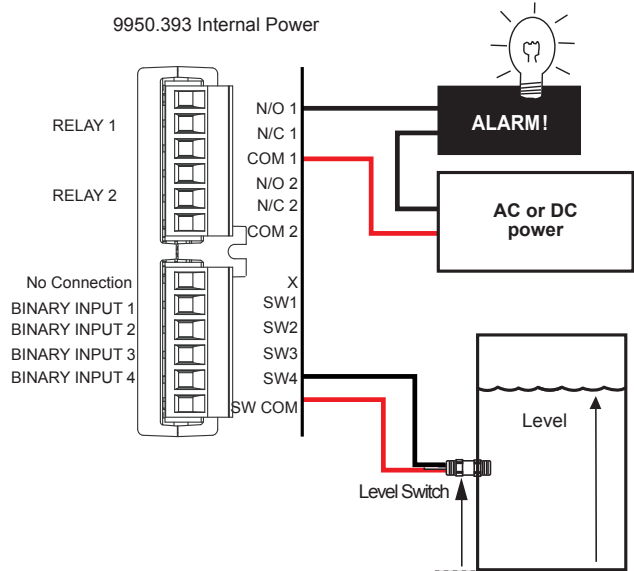 9950.393 Internal Power
RELAY 1
RELAY 2
No Connection
BINARY INPUT 1
BINARY INPUT 2
BINARY INPUT 3
BINARY INPUT 4
N/O 1
N/C 1
COM 1
N/O 2
N/C 2
COM 2
X
SW1
SW2
SW3
SW4
SW COM
ALARM!
AC or DC
power
Level
Level Switch